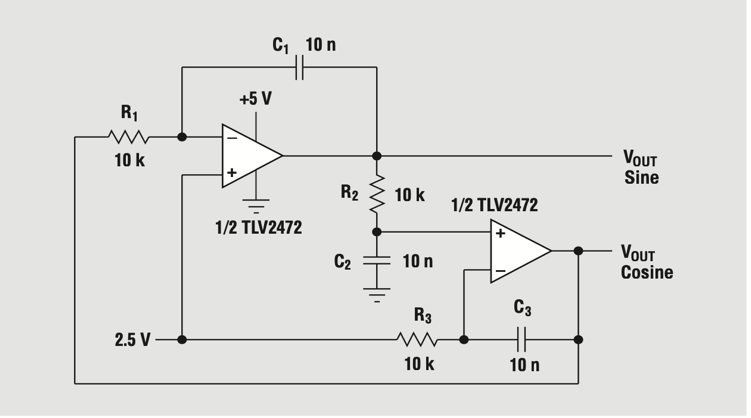 C1 10 n
+5 V
R1
10 k
−
+
1/2 TLV2472
VOUT
Sine
R2 10 k
1/2 TLV2472
+
−
C2 10 n
VOUT
Cosine
2.5 V
R3
10 k
C3
10 n